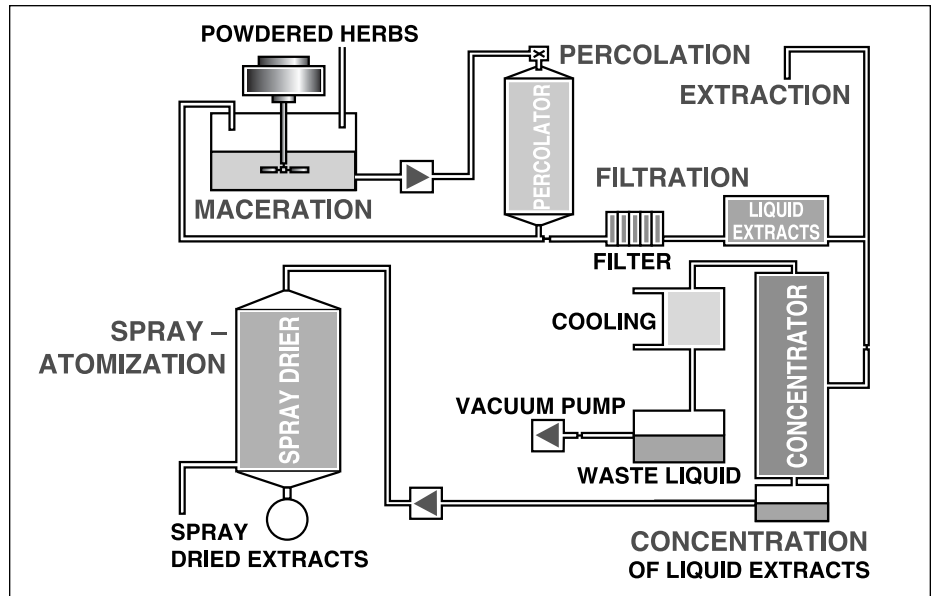 POWDERED HERBS
PERCOLATION
EXTRACTION
PERCOLATOR
MACERATION
FILTRATION
LIQUID
EXTRACTS
FILTER
COOLING
CONCENTRATOR
SPRAY –
ATOMIZATION
SPRAY DRIER
VACUUM PUMP
WASTE LIQUID
SPRAY
DRIED EXTRACTS
CONCENTRATION
OF LIQUID EXTRACTS